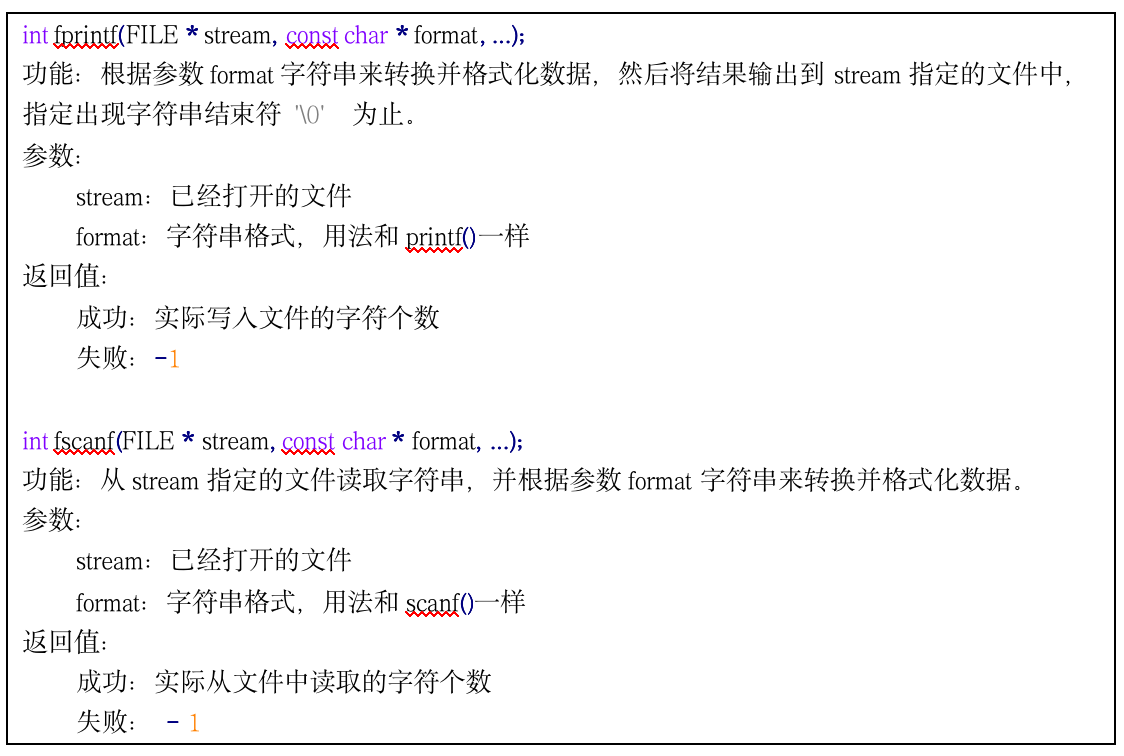 int fprintf(FILE * stream, const char * format, ...);
功能：根据参数 format 字符串来转换并格式化数据，然后将结果输出到 stream 指定的文件中，
指定出现字符串结束符 '\0' 为止。
参数：
stream：已经打开的文件
format：字符串格式，用法和 printf()一样
返回值：
成功：实际写入文件的字符个数
失败：-1
int fscanf(FILE * stream, const char * format, ...);
功能：从 stream 指定的文件读取字符串，并根据参数 format 字符串来转换并格式化数据。
参数：
stream：已经打开的文件
format：字符串格式，用法和 scanf()一样
返回值：
成功：实际从文件中读取的字符个数
失败： - 1